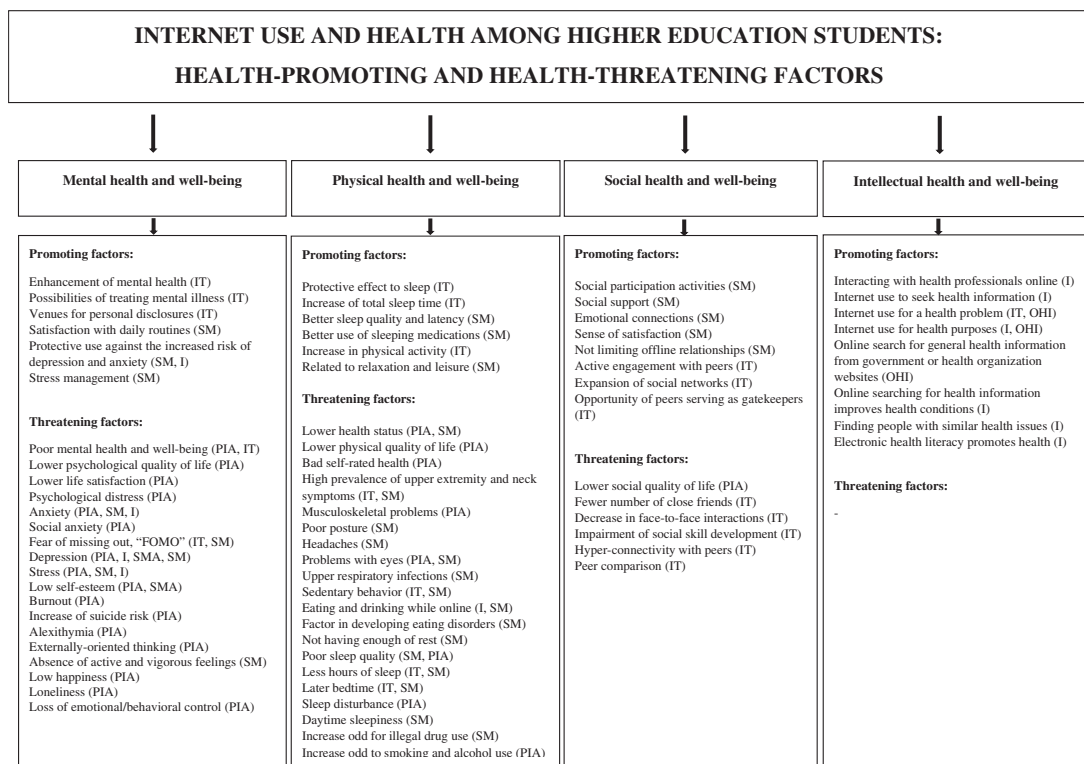 INTERNET USE AND HEALTH AMONG HIGHER EDUCATION STUDENTS:
HEALTH-PROMOTING AND HEALTH-THREATENING FACTORS
Mental health and well-being
Promoting factors:
Enhancement of mental health (IT)
Possibilities of treating mental illness (IT)
Venues for personal disclosures (IT)
Satisfaction with daily routines (SM)
Protective use against the increased risk of
depression and anxiety (SM, I)
Stress management (SM)
Threatening factors:
Poor mental health and well-being (PIA, IT)
Lower psychological quality of life (PIA)
Lower life satisfaction (PIA)
Psychological distress (PIA)
Anxiety (PIA, SM, I)
Social anxiety (PIA)
Fear of missing out, “FOMO” (IT, SM)
Depression (PIA, I, SMA, SM)
Stress (PIA, SM, I)
Low self-esteem (PIA, SMA)
Burnout (PIA)
Increase of suicide risk (PIA)
Alexithymia (PIA)
Externally-oriented thinking (PIA)
Absence of active and vigorous feelings (SM)
Low happiness (PIA)
Loneliness (PIA)
Loss of emotional/behavioral control (PIA)
Physical health and well-being
Promoting factors:
Protective effect to sleep (IT)
Increase of total sleep time (IT)
Better sleep quality and latency (SM)
Better use of sleeping medications (SM)
Increase in physical activity (IT)
Related to relaxation and leisure (SM)
Threatening factors:
Lower health status (PIA, SM)
Lower physical quality of life (PIA)
Bad self-rated health (PIA)
High prevalence of upper extremity and neck
symptoms (IT, SM)
Musculoskeletal problems (PIA)
Poor posture (SM)
Headaches (SM)
Problems with eyes (PIA, SM)
Upper respiratory infections (SM)
Sedentary behavior (IT, SM)
Eating and drinking while online (I, SM)
Factor in developing eating disorders (SM)
Not having enough of rest (SM)
Poor sleep quality (SM, PIA)
Less hours of sleep (IT, SM)
Later bedtime (IT, SM)
Sleep disturbance (PIA)
Daytime sleepiness (SM)
Increase odd for illegal drug use (SM)
Increase odd to smoking and alcohol use (PIA)
Social health and well-being
Promoting factors:
Social participation activities (SM)
Social support (SM)
Emotional connections (SM)
Sense of satisfaction (SM)
Not limiting offline relationships (SM)
Active engagement with peers (IT)
Expansion of social networks (IT)
Opportunity of peers serving as gatekeepers
(IT)
Threatening factors:
Lower social quality of life (PIA)
Fewer number of close friends (IT)
Decrease in face-to-face interactions (IT)
Impairment of social skill development (IT)
Hyper-connectivity with peers (IT)
Peer comparison (IT)
Intellectual health and well-being
Promoting factors:
Interacting with health professionals online (I)
Internet use to seek health information (I)
Internet use for a health problem (IT, OHI)
Internet use for health purposes (I, OHI)
Online search for general health information
from government or health organization
websites (OHI)
Online searching for health information
improves health conditions (I)
Finding people with similar health issues (I)
Electronic health literacy promotes health (I)
Threatening factors:
-